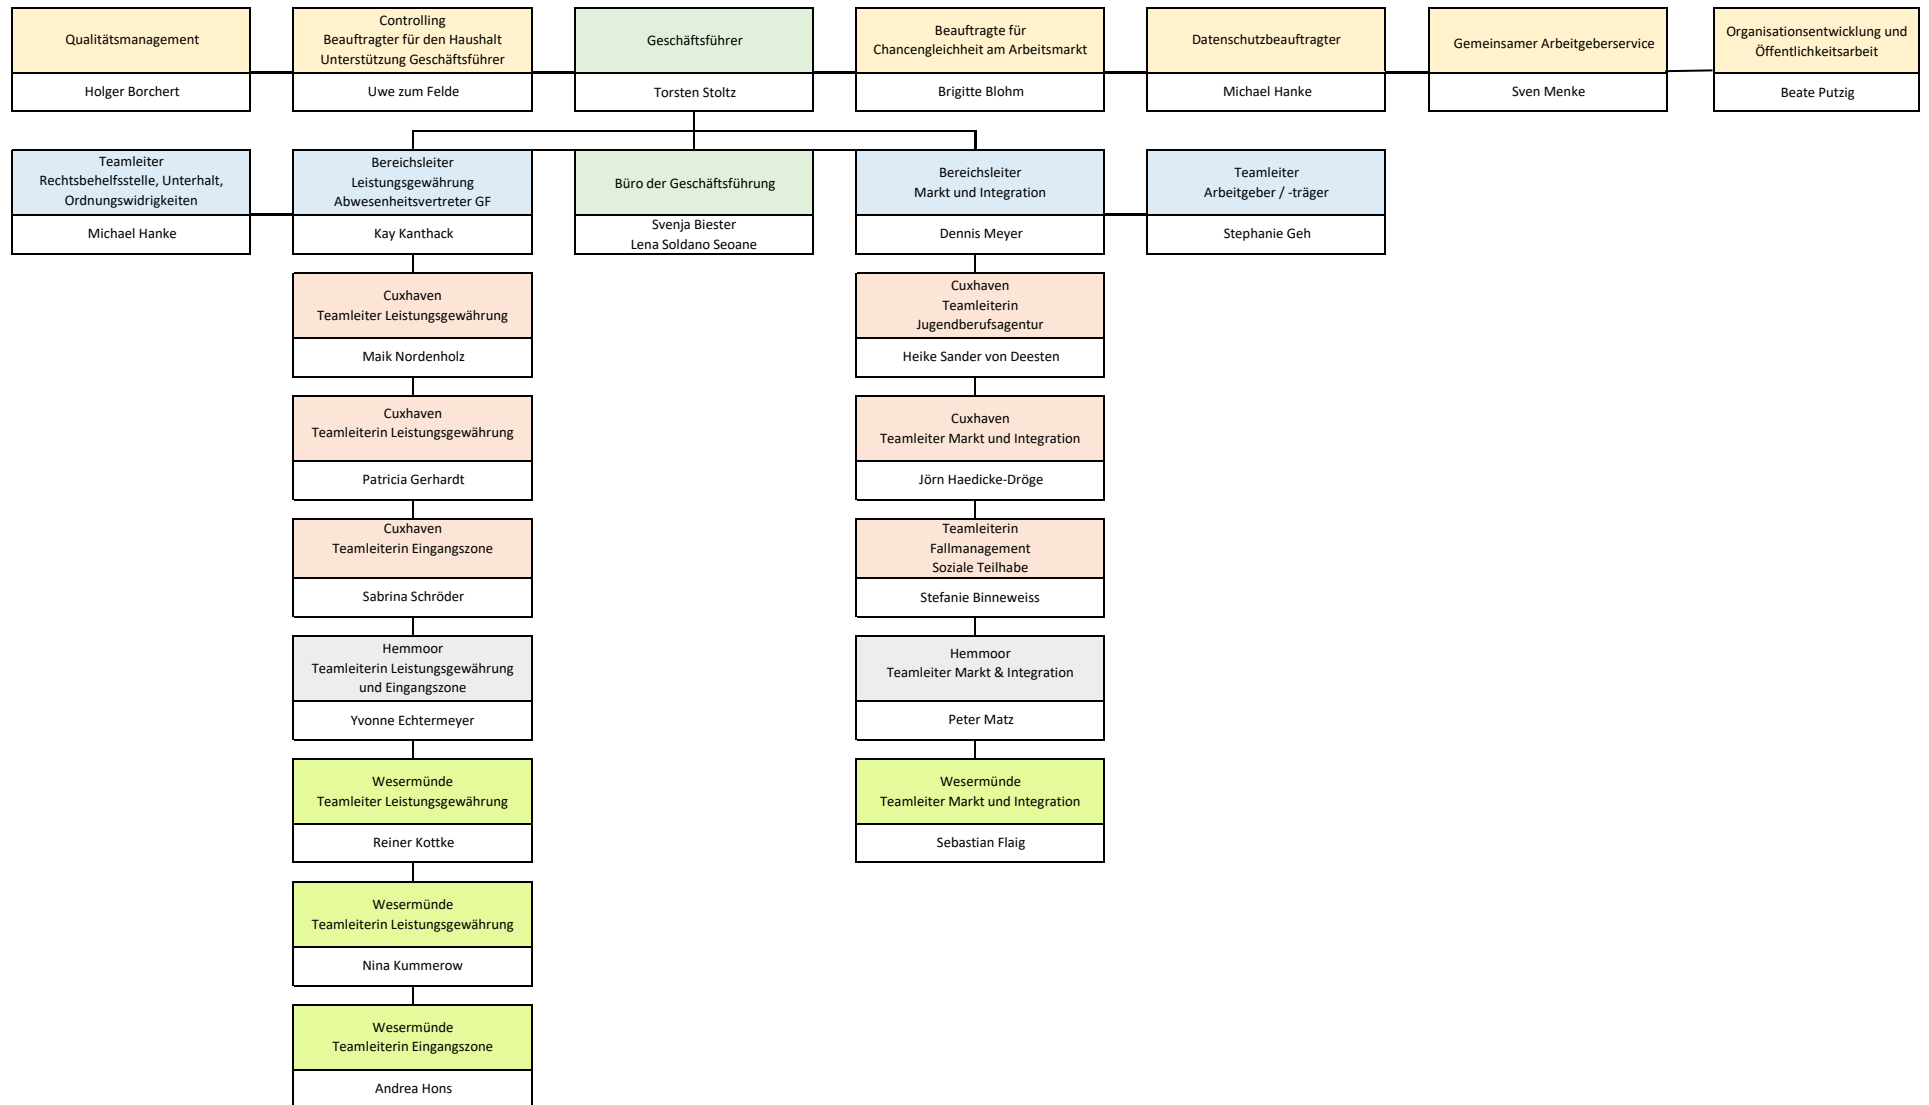 Qualitätsmanagement
Holger Borchert
Controlling
Beauftragter für den Haushalt
Unterstützung Geschäftsführer
Uwe zum Felde
Geschäftsführer
Torsten Stoltz
Beauftragte für
Chancengleichheit am Arbeitsmarkt
Brigitte Blohm
Datenschutzbeauftragter
Michael Hanke
Gemeinsamer Arbeitgeberservice
Sven Menke
Organisationsentwicklung und
Öffentlichkeitsarbeit
Beate Putzig
Teamleiter
Rechtsbehelfsstelle, Unterhalt,
Ordnungswidrigkeiten
Michael Hanke
Bereichsleiter
Leistungsgewährung
Abwesenheitsvertreter GF
Kay Kanthack
Büro der Geschäftsführung
Svenja Biester
Lena Soldano Seoane
Bereichsleiter
Markt und Integration
Dennis Meyer
Teamleiter
Arbeitgeber / -träger
Stephanie Geh
Cuxhaven
Teamleiter Leistungsgewährung
Maik Nordenholz
Cuxhaven
Teamleiterin Leistungsgewährung
Patricia Gerhardt
Cuxhaven
Teamleiterin Eingangszone
Sabrina Schröder
Hemmoor
Teamleiterin Leistungsgewährung
und Eingangszone
Yvonne Echtermeyer
Wesermünde
Teamleiter Leistungsgewährung
Reiner Kottke
Wesermünde
Teamleiterin Leistungsgewährung
Nina Kummerow
Wesermünde
Teamleiterin Eingangszone
Andrea Hons
Cuxhaven
Teamleiterin
Jugendberufsagentur
Heike Sander von Deesten
Cuxhaven
Teamleiter Markt und Integration
Jörn Haedicke-Dröge
Teamleiterin
Fallmanagement
Soziale Teilhabe
Stefanie Binneweiss
Hemmoor
Teamleiter Markt & Integration
Peter Matz
Wesermünde
Teamleiter Markt und Integration
Sebastian Flaig